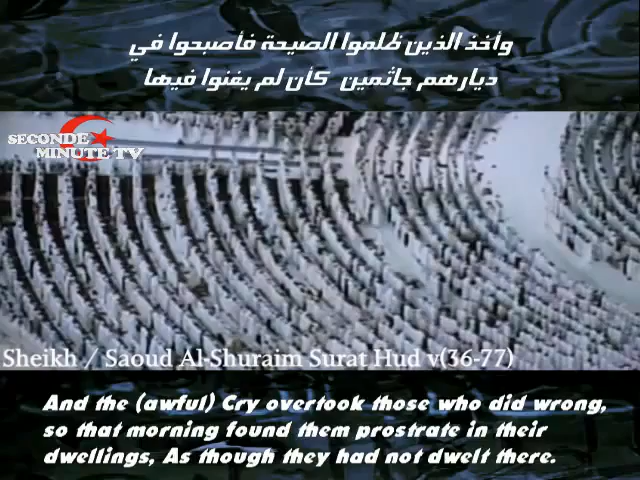 وأخذ الذين ظلموا الصيحة فأصبحوا في
ديارهم جاثمين كأن لم يغنوا فيها
SECONDE
MINUTE TV
Sheikh / Saoud Al-Shuraim Surat Hud v(36-77)
And the (awful) Cry overtook those who did wrong,
so that morning found them prostrate in their
dwellings, As though they had not dwelt there.